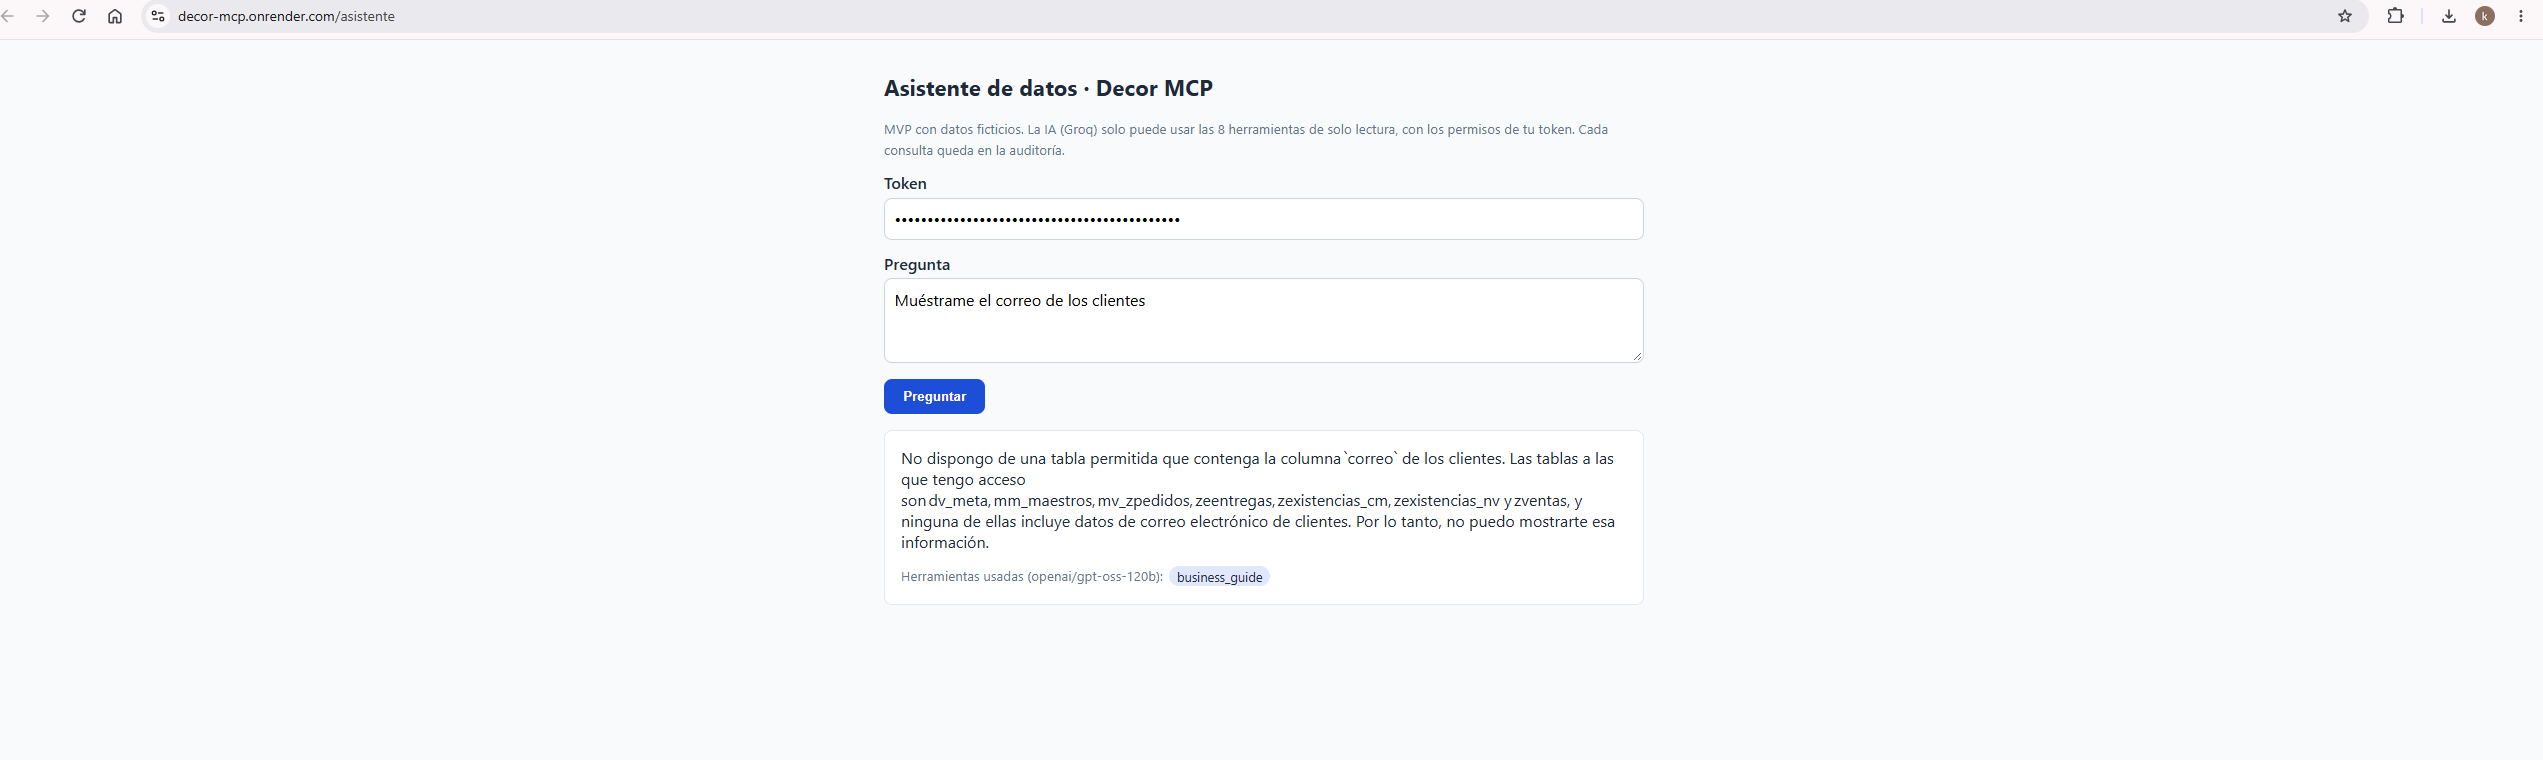 decor-mcp.onrender.com/asistente
k
Asistente de datos · Decor MCP
MVP con datos ficticios. La IA (Groq) solo puede usar las 8 herramientas de solo lectura, con los permisos de tu token. Cada
consulta queda en la auditoría.
Token
••••••••••••••••••••••••••••••••••••••••••••
Pregunta
Muéstrame el correo de los clientes
Preguntar
No dispongo de una tabla permitida que contenga la columna `correo` de los clientes. Las tablas a las
que tengo acceso
son dv_meta, mm_maestros, mv_zpedidos, zeentregas, zexistencias_cm, zexistencias_nv y zventas, y
ninguna de ellas incluye datos de correo electrónico de clientes. Por lo tanto, no puedo mostrarte esa
información.
Herramientas usadas (openai/gpt-oss-120b): business_guide